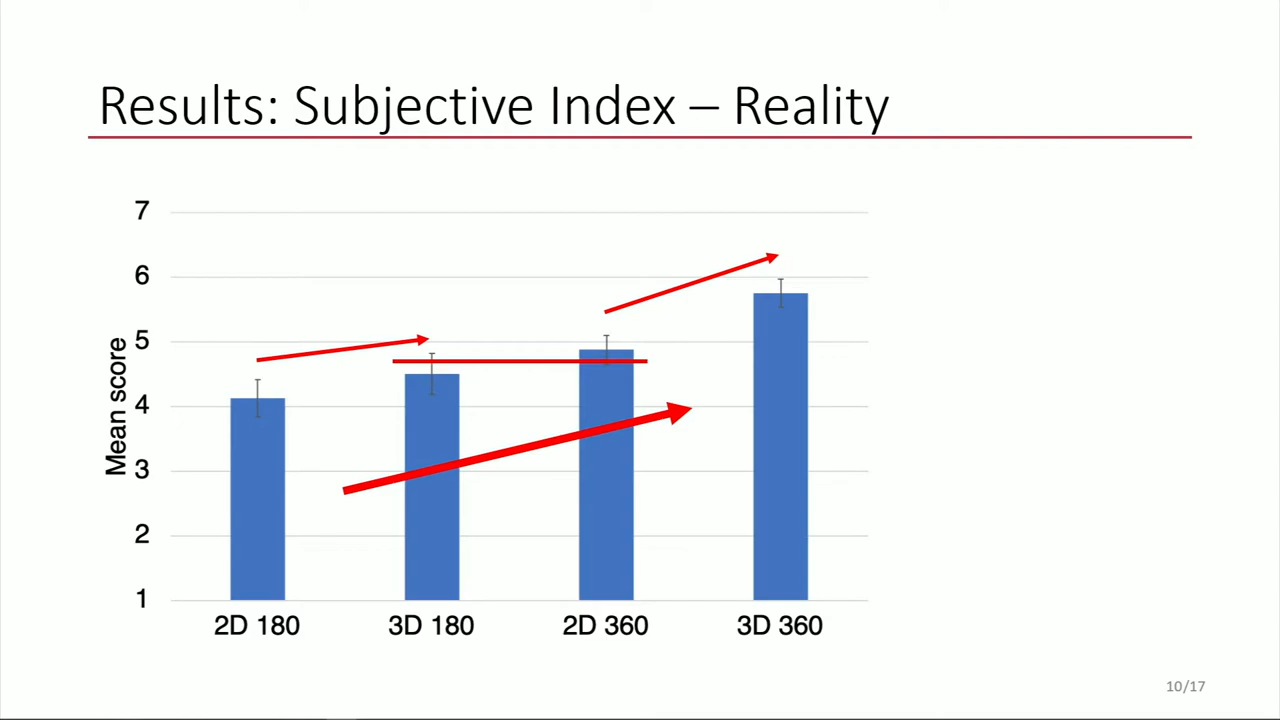 Results: Subjective Index – Reality
7
6
5
4
3
2
1
Mean score
2D 180
3D 180
2D 360
3D 360
10/17